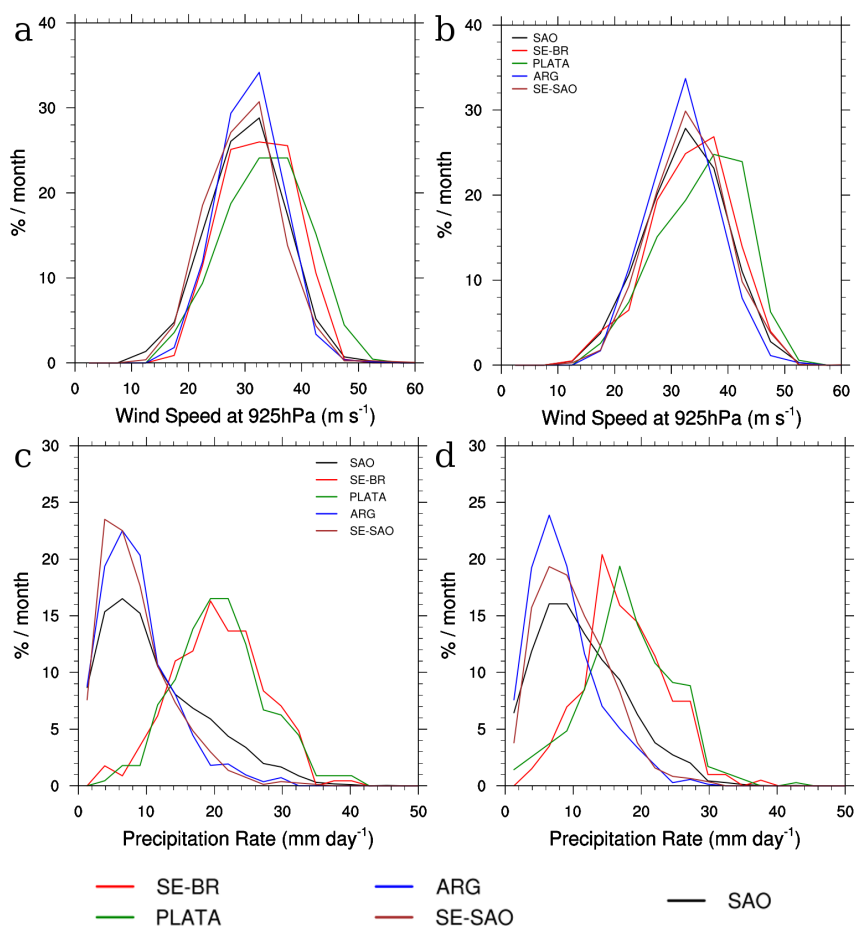 a
40
30
20
10
0
% / month
0 10 20 30 40 50 60
Wind Speed at 925hPa (m s-1)
b
SAO
SE-BR
PLATA
ARG
SE-SAO
40
30
20
10
0
% / month
0 10 20 30 40 50 60
Wind Speed at 925hPa (m s-1)
c
SAO
SE-BR
PLATA
ARG
SE-SAO
30
25
20
15
10
5
0
% / month
0 10 20 30 40 50
Precipitation Rate (mm day-1)
d
30
25
20
15
10
5
0
% / month
0 10 20 30 40 50
Precipitation Rate (mm day-1)
SE-BR ARG SAO
PLATA SE-SAO